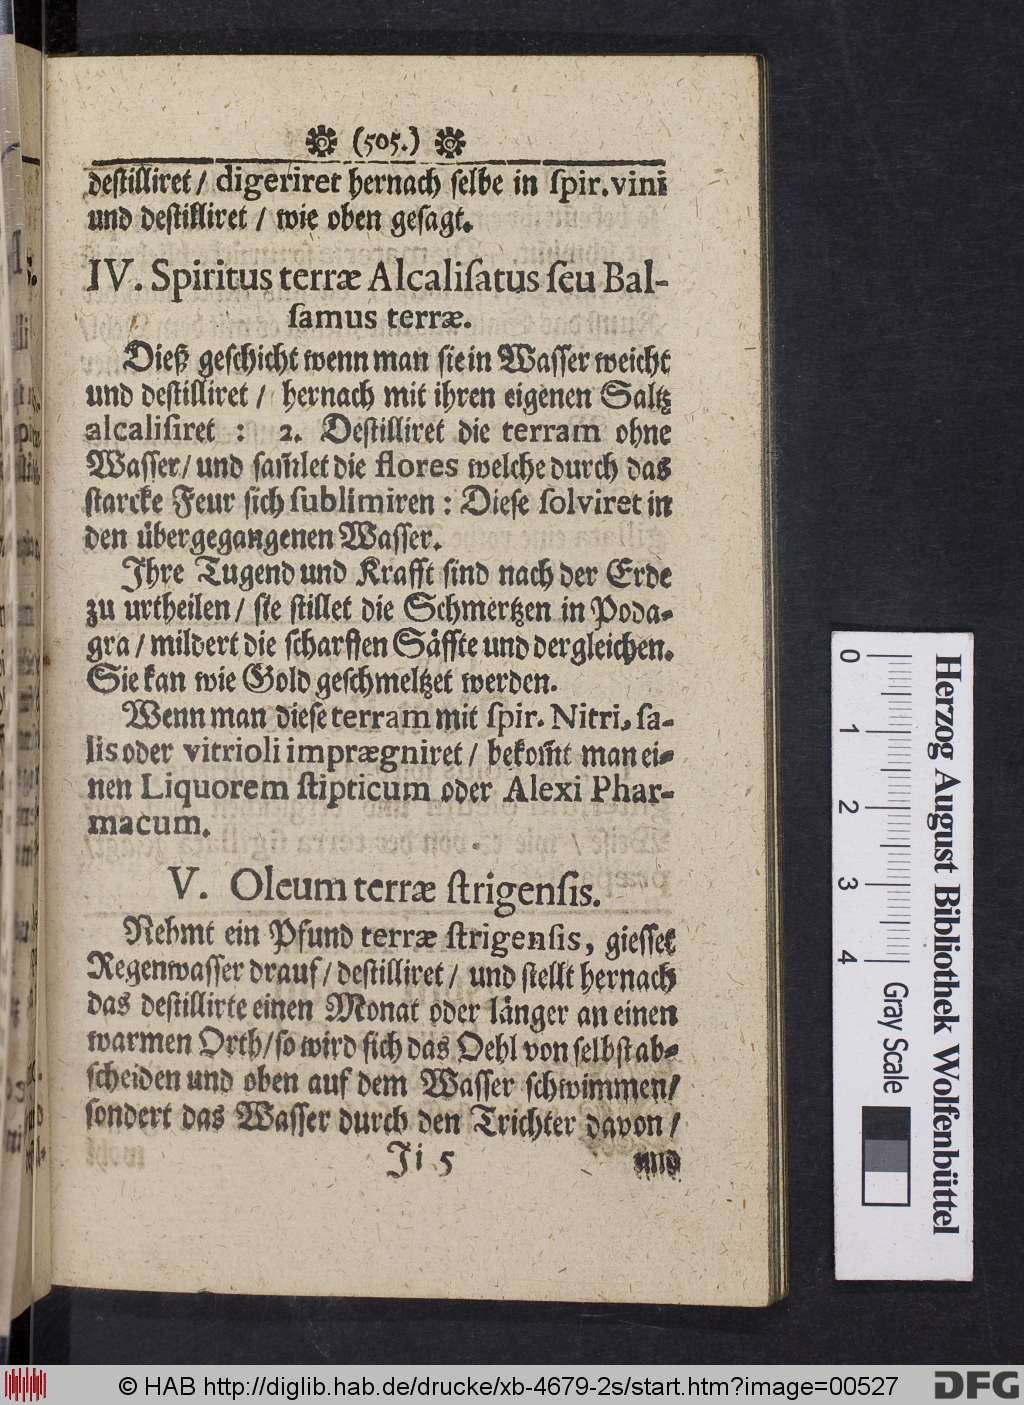 (505.)
destilliret / digeriret hernach selbe in ſpir. vini
und destilliret / wie oben gesagt.
IV. Spiritus terræ Alcaliſatus ſeu Bal-
ſamus terræ.
Dieß geschicht wenn man sie in Wasser weicht
und destilliret / hernach mit ihren eigenen Saltz
alcaliſiret : 2. Destilliret die terram ohne
Wasser / und sam̃let die flores welche durch das
starcke Feur sich ſublimiren : Diese ſolviret in
den übergegangenen Wasser.
Ihre Tugend und Krafft sind nach der Erde
zu urtheilen / sie stillet die Schmertzen in Poda-
gra / mildert die scharffen Säffte und dergleichen.
Sie kan wie Gold geschmeltzet werden.
Wenn man diese terram mit ſpir. Nitri, ſa-
lis oder vitrioli imprægniret / bekom̃t man ei-
nen Liquorem ſtipticum oder Alexi Phar-
macum.
V. Oleum terræ ſtrigenſis.
Nehmt ein Pfund terræ ſtrigenſis, giesset
Regenwasser drauf / destilliret / und stellt hernach
das destillirte einen Monat oder länger an einen
warmen Orth / so wird sich das Oehl von selbst ab-
scheiden und oben auf dem Wasser schwimmen /
sondert das Wasser durch den Trichter davon /
Ii 5 und
0 1 2 3 4
Gray Scale
Herzog August Bibliothek Wolfenbüttel
© HAB http://diglib.hab.de/drucke/xb-4679-2s/start.htm?image=00527
DFG